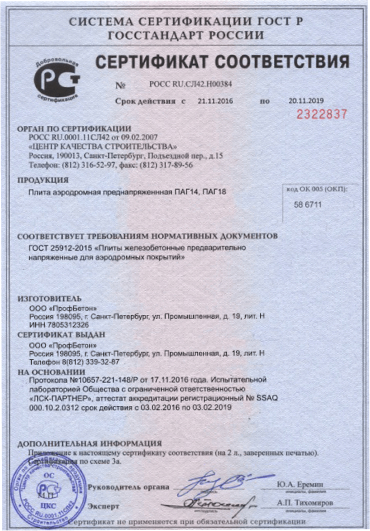 СИСТЕМА СЕРТИФИКАЦИИ ГОСТ Р
ГОССТАНДАРТ РОССИИ
Добровольная
сертификация
СЕРТИФИКАТ СООТВЕТСТВИЯ
№ РОСС RU.СЛ42.Н00384
Срок действия с 21.11.2016 по 20.11.2019
2322837
ОРГАН ПО СЕРТИФИКАЦИИ
РОСС RU.0001.11СЛ42 от 09.02.2007
«ЦЕНТР КАЧЕСТВА СТРОИТЕЛЬСТВА»
Россия, 190013, Санкт-Петербург, Подъездной пер., д.15
Телефон: (812) 316-52-97, факс: (812) 317-89-56
ПРОДУКЦИЯ
Плита аэродромная преднапряженнная ПАГ14, ПАГ18
код ОК 005 (ОКП):
58 6711
СООТВЕТСТВУЕТ ТРЕБОВАНИЯМ НОРМАТИВНЫХ ДОКУМЕНТОВ
ГОСТ 25912-2015 «Плиты железобетонные предварительно
напряженные для аэродромных покрытий»
ИЗГОТОВИТЕЛЬ
ООО «ПрофБетон»
Россия 198095, г. Санкт-Петербург, ул. Промышленная, д. 19, лит. Н
ИНН 7805312326
СЕРТИФИКАТ ВЫДАН
ООО «ПрофБетон»
Россия 198095, г. Санкт-Петербург, ул. Промышленная, д. 19, лит. Н
Телефон 8(812) 339-32-87
НА ОСНОВАНИИ
Протокола №10657-221-148/Р от 17.11.2016 года. Испытательной
лабораторией Общества с ограниченной ответственностью
«ЛСК-ПАРТНЕР», аттестат аккредитации регистрационный № SSAQ
000.10.2.0312 срок действия с 03.02.2016 по 03.02.2019
ДОПОЛНИТЕЛЬНАЯ ИНФОРМАЦИЯ
Приложение к настоящему сертификату соответствия (на 2 л., заверенных печатью).
Сертификация по схеме 3а.
ОС
М.П.
ЦКС
Руководитель органа
Ю.А. Еремин
Эксперт
А.П. Тихомиров
Сертификат не применяется при обязательной сертификации